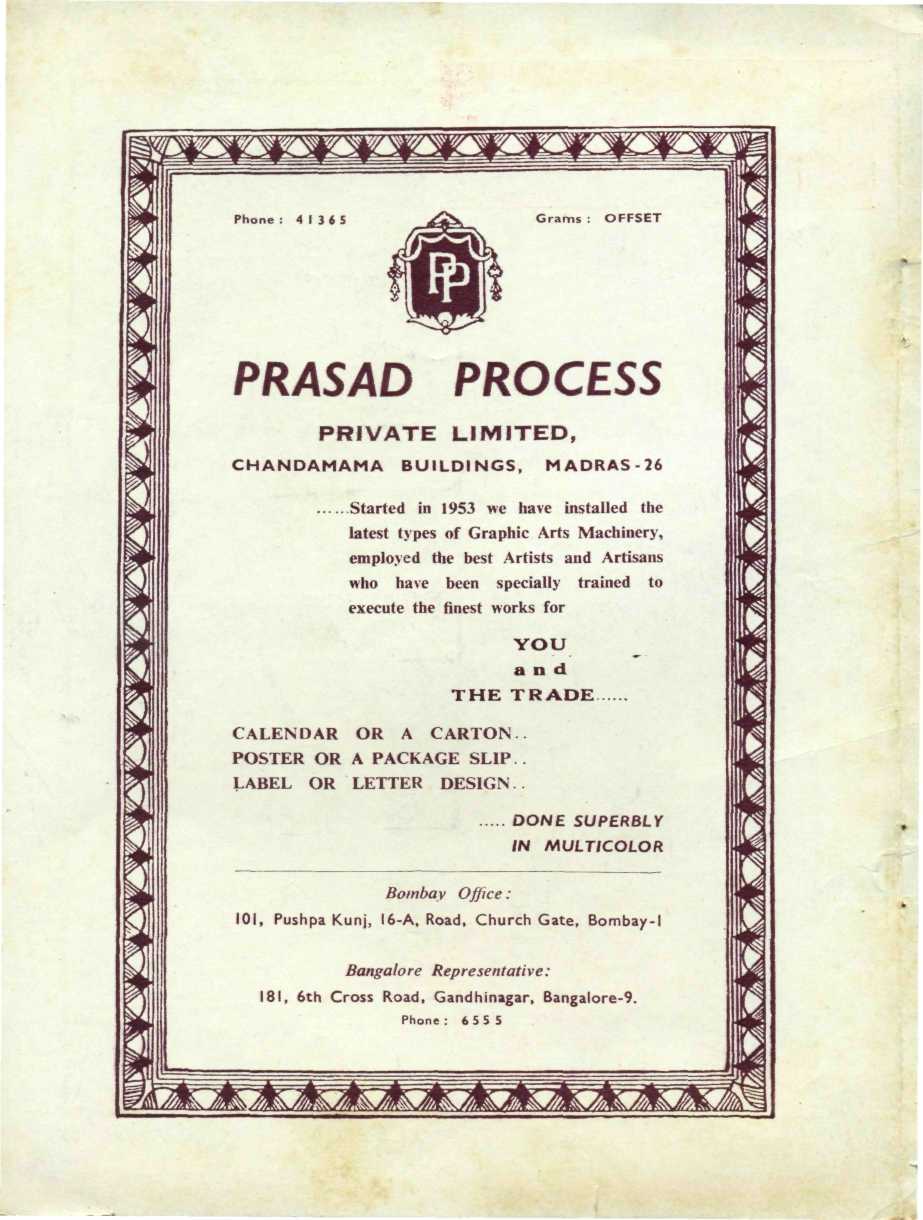 Phone : 41365 Grams : OFFSET
PP
PRASAD PROCESS
PRIVATE LIMITED,
CHANDAMAMA BUILDINGS, MADRAS-26
......Started in 1953 we have installed the
latest types of Graphic Arts Machinery,
employed the best Artists and Artisans
who have been specially trained to
execute the finest works for
YOU
and
THE TRADE......
CALENDAR OR A CARTON..
POSTER OR A PACKAGE SLIP..
LABEL OR LETTER DESIGN..
..... DONE SUPERBLY
IN MULTICOLOR
Bombay Office :
101, Pushpa Kunj, 16-A, Road, Church Gate, Bombay-1
Bangalore Representative:
181, 6th Cross Road, Gandhinagar, Bangalore-9.
Phone : 6555